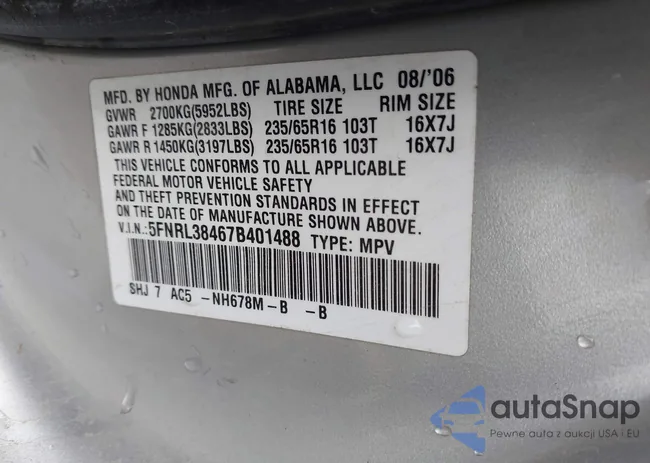 MFD. BY HONDA MFG. OF ALABAMA, LLC 08/'06
GVWR 2700KG(5952LBS) TIRE SIZE RIM SIZE
GAWR F 1285KG(2833LBS) 235/65R16 103T 16X7J
GAWR R 1450KG(3197LBS) 235/65R16 103T 16X7J
THIS VEHICLE CONFORMS TO ALL APPLICABLE
FEDERAL MOTOR VEHICLE SAFETY
AND THEFT PREVENTION STANDARDS IN EFFECT
ON THE DATE OF MANUFACTURE SHOWN ABOVE.
V.I.N.:5FNRL38467B401488 TYPE: MPV
SHJ 7 AC5 -NH678M-B -B
autaSnap
Pewne auta z aukcji USA i EU